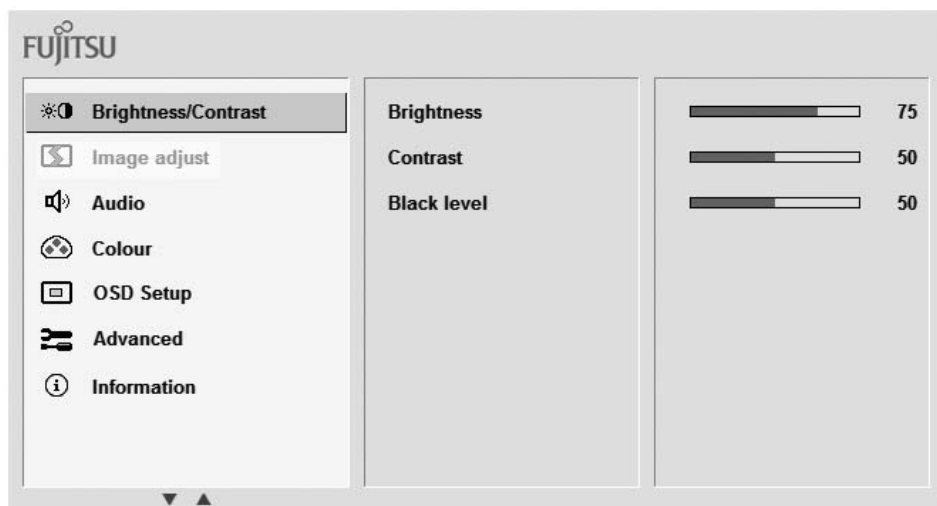 FUJITSU
Brightness/Contrast
Image adjust
Audio
Colour
OSD Setup
Advanced
Information
Brightness
Contrast
Black level
75
50
50